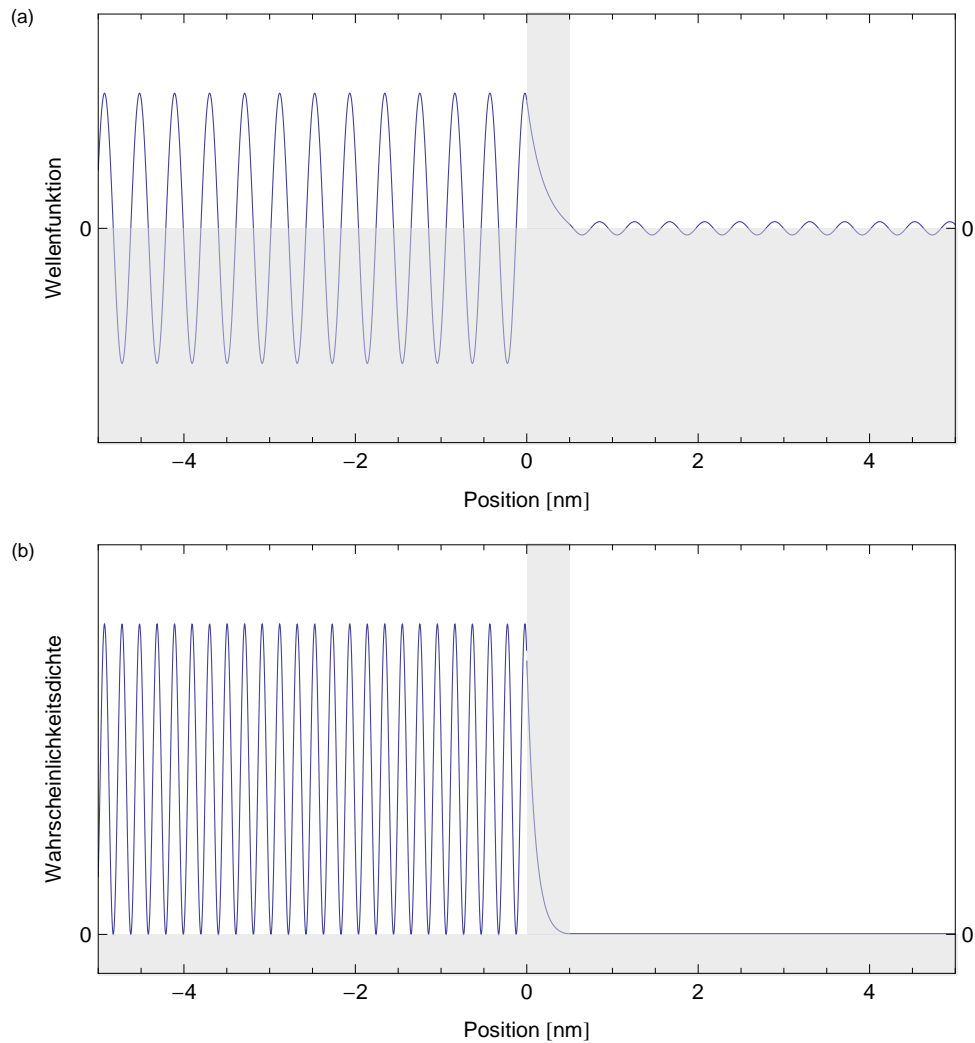 (a)
Wellenfunktion
0
0
−4 −2 0 2 4
Position [nm]
(b)
Wahrscheinlichkeitsdichte
0
0
−4 −2 0 2 4
Position [nm]